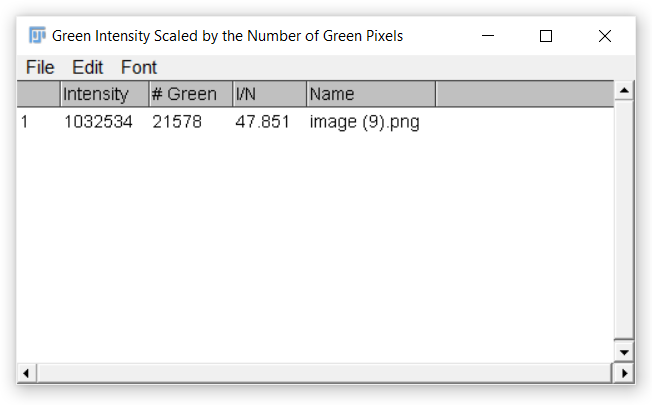 Green Intensity Scaled by the Number of Green Pixels
File Edit Font
Intensity # Green I/N Name
1 1032534 21578 47.851 image (9).png